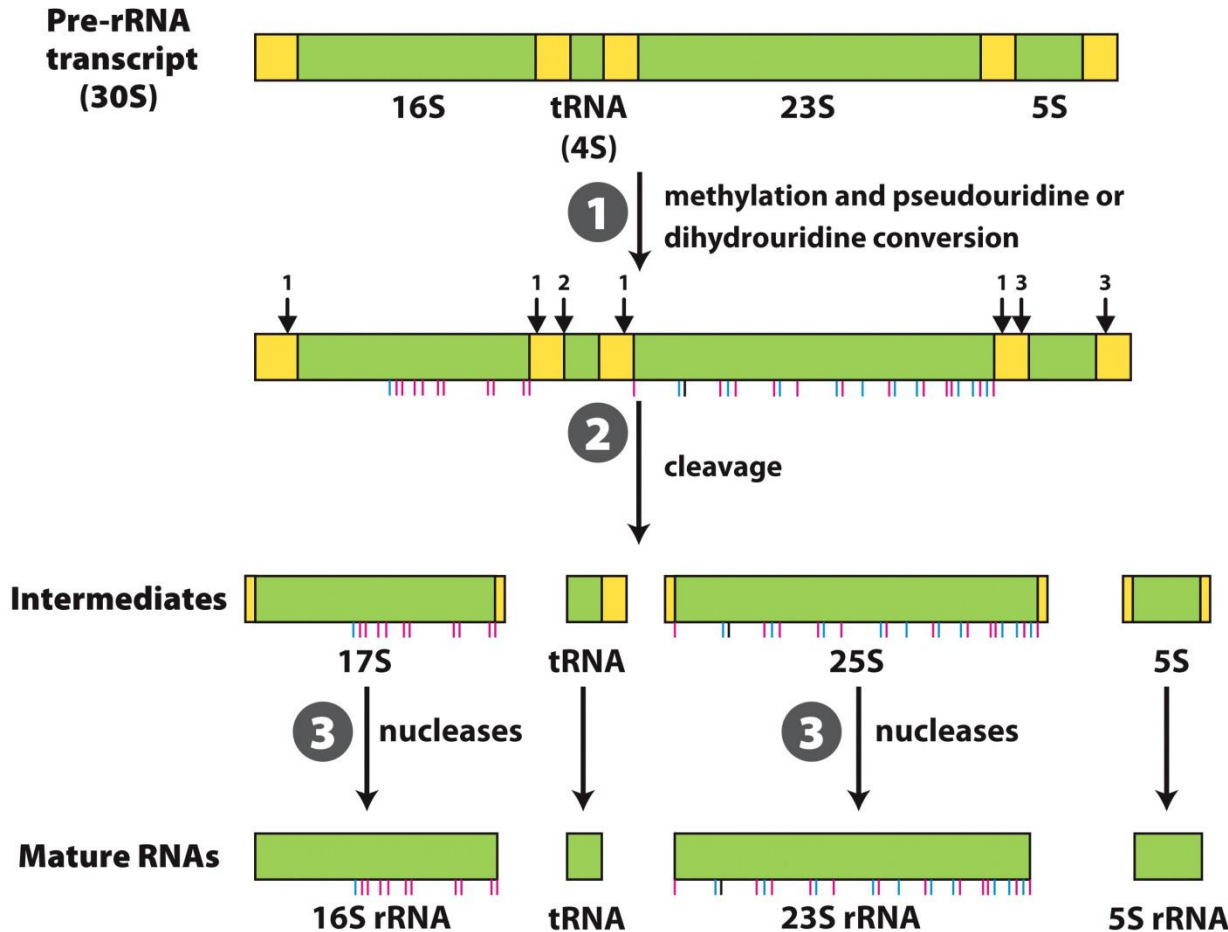 Pre-rRNA
transcript
(30S)
16S
tRNA
(4S)
23S
5S
1
methylation and pseudouridine or
dihydrouridine conversion
1 1 2 1 1 3 3
2
cleavage
Intermediates
17S
tRNA
25S
5S
3
nucleases
3
nucleases
Mature RNAs
16S rRNA
tRNA
23S rRNA
5S rRNA